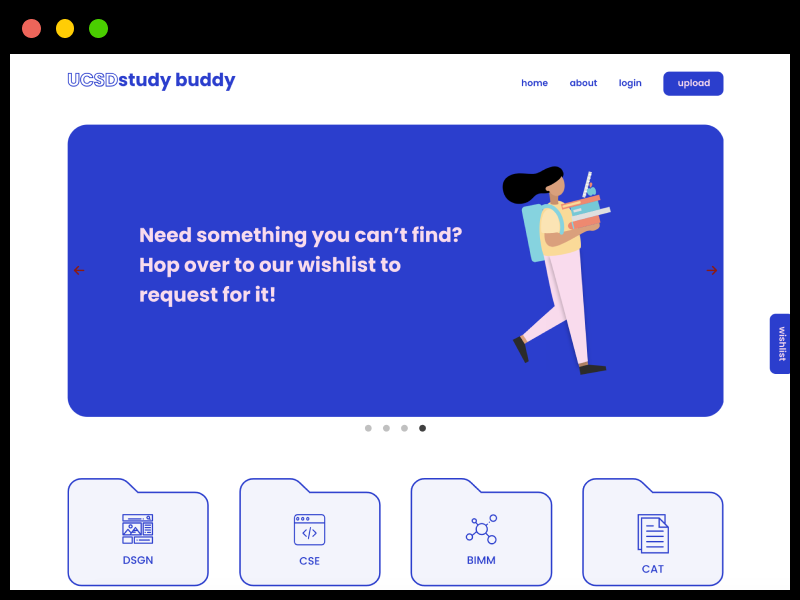 UCSDstudy buddy
home about login upload
Need something you can’t find?
Hop over to our wishlist to
request for it!
wishlist
DSGN CSE BIMM CAT